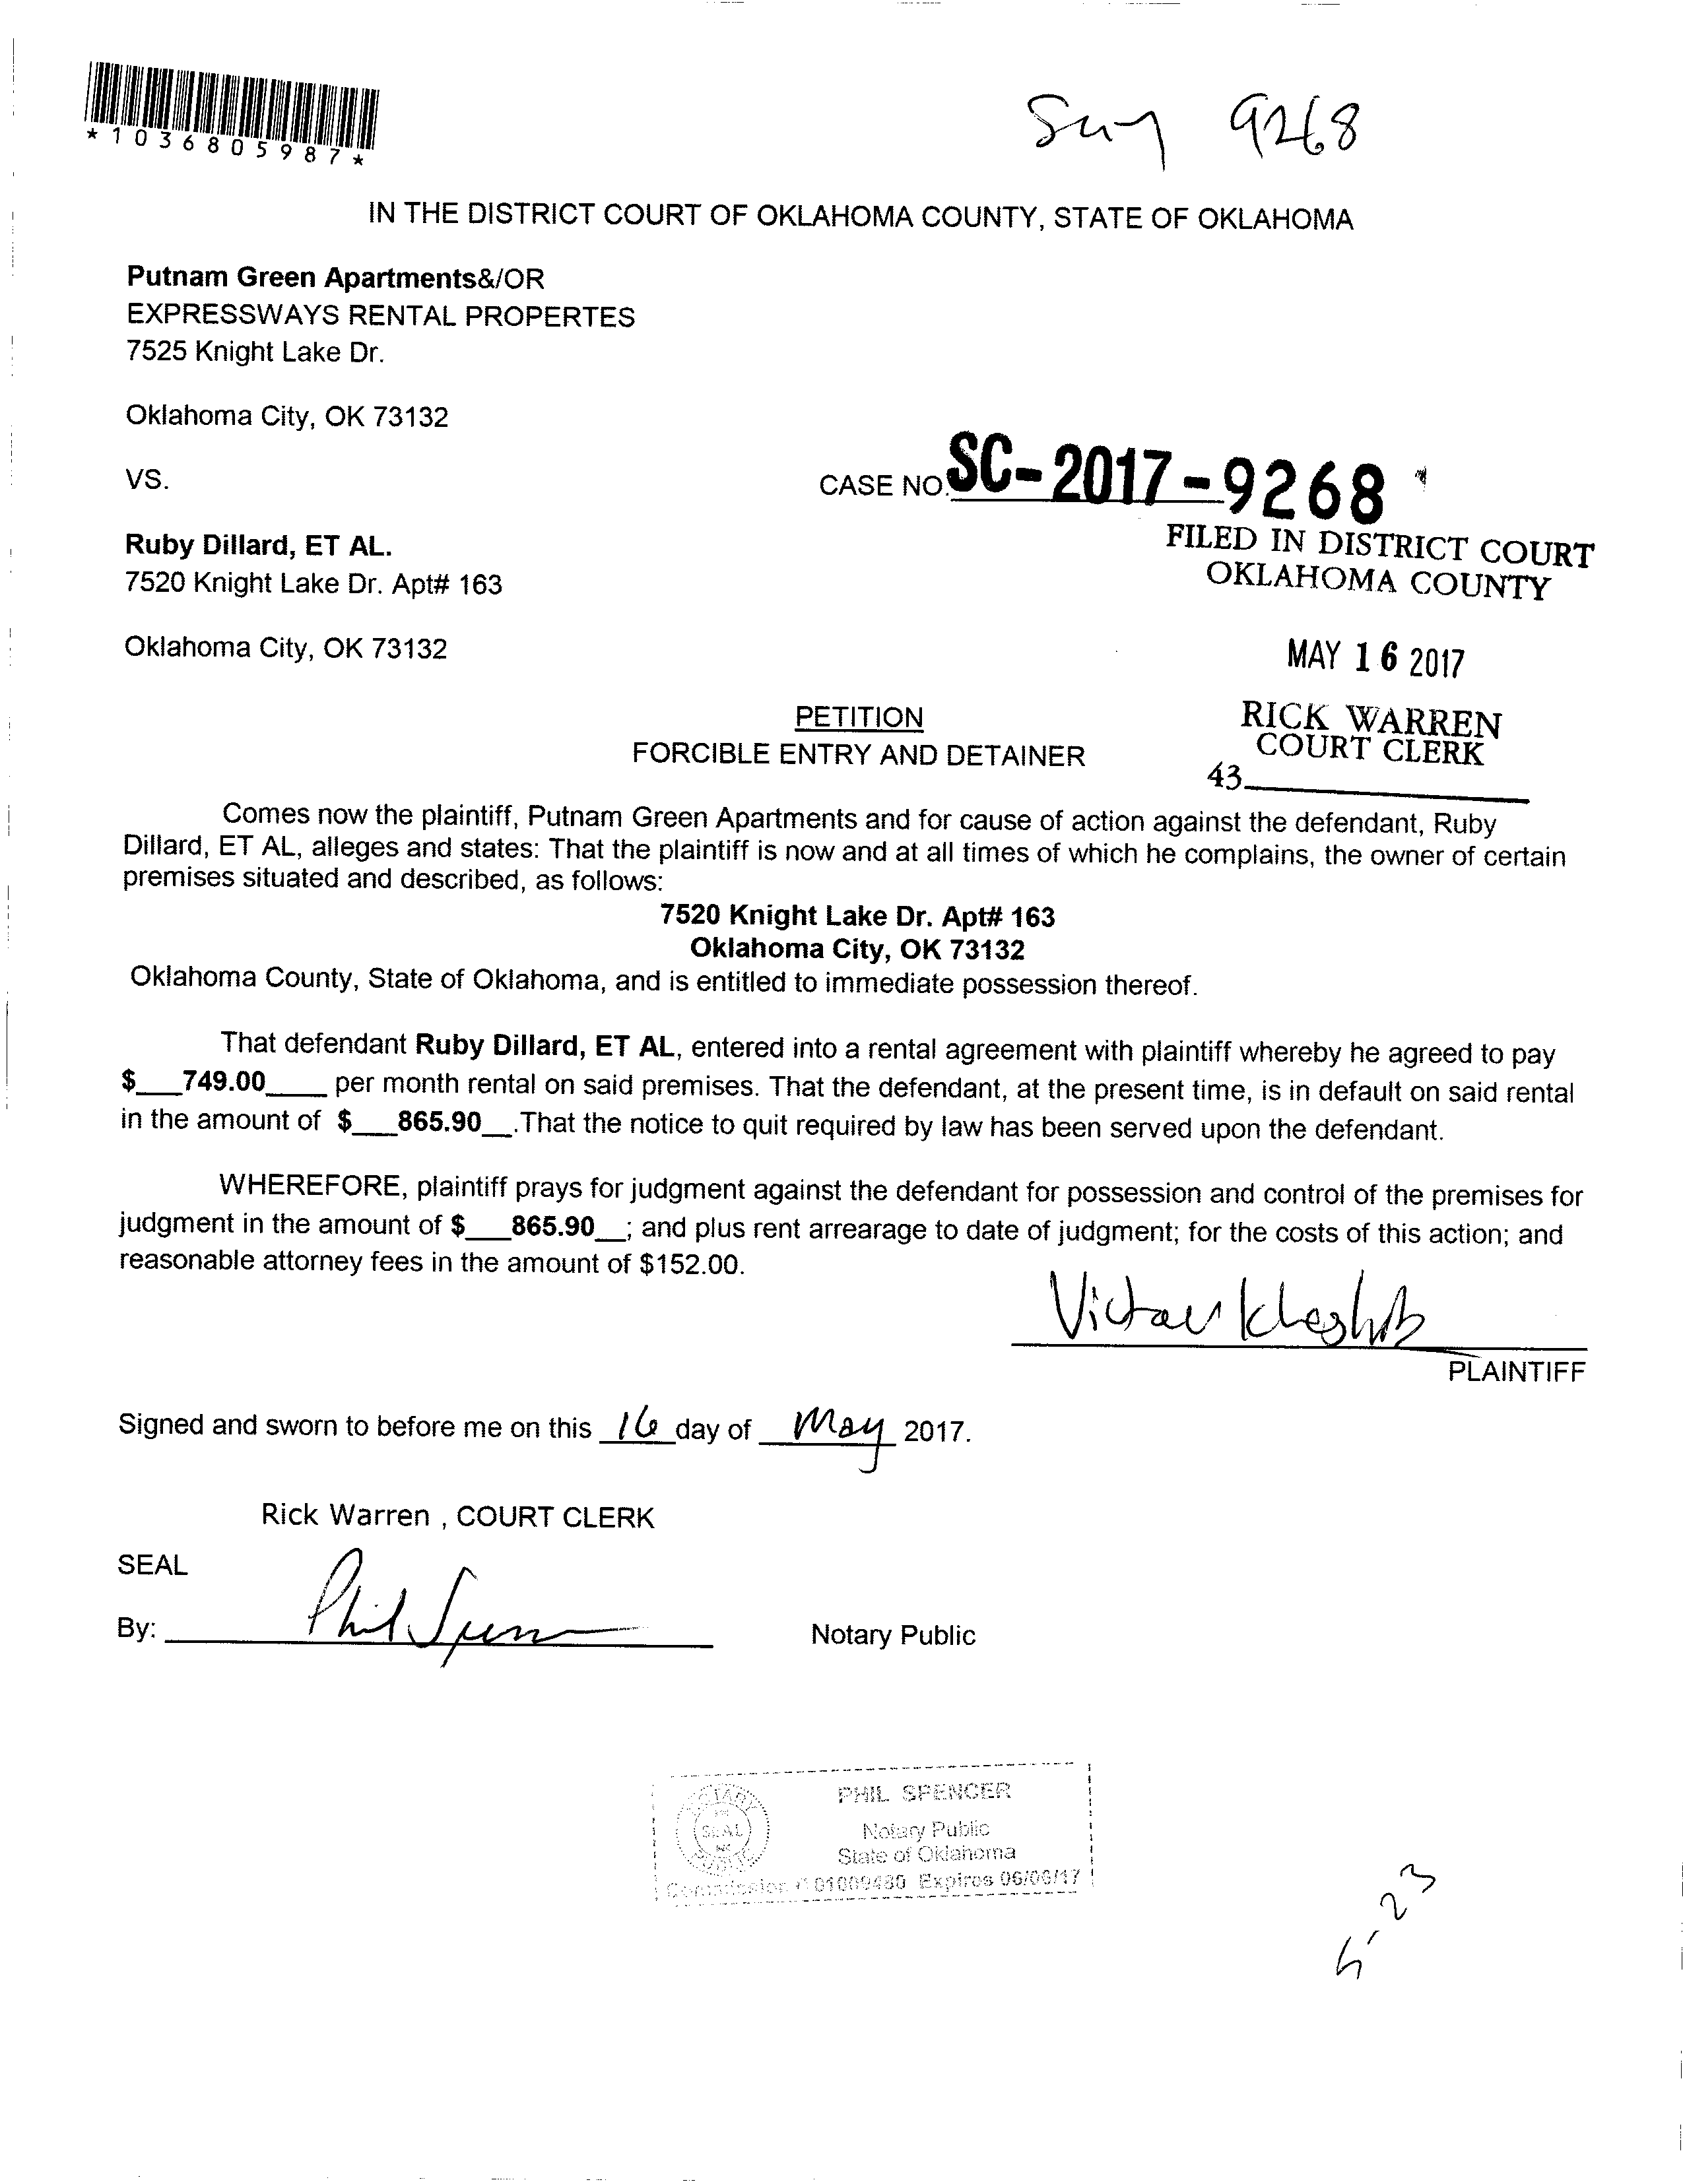 *1036805987*
9268
IN THE DISTRICT COURT OF OKLAHOMA COUNTY, STATE OF OKLAHOMA
Putnam Green Apartments&/OR
EXPRESSWAYS RENTAL PROPERTES
7525 Knight Lake Dr.
Oklahoma City, OK 73132
VS.
CASE NO. SC-2017-9268
Ruby Dillard, ET AL.
7520 Knight Lake Dr. Apt# 163
Oklahoma City, OK 73132
FILED IN DISTRICT COURT
OKLAHOMA COUNTY
MAY 16 2017
RICK WARREN
COURT CLERK
43
PETITION
FORCIBLE ENTRY AND DETAINER
Comes now the plaintiff, Putnam Green Apartments and for cause of action against the defendant, Ruby
Dillard, ET AL, alleges and states: That the plaintiff is now and at all times of which he complains, the owner of certain
premises situated and described, as follows:
7520 Knight Lake Dr. Apt# 163
Oklahoma City, OK 73132
Oklahoma County, State of Oklahoma, and is entitled to immediate possession thereof.
That defendant Ruby Dillard, ET AL, entered into a rental agreement with plaintiff whereby he agreed to pay
$___749.00____ per month rental on said premises. That the defendant, at the present time, is in default on said rental
in the amount of $___865.90__.That the notice to quit required by law has been served upon the defendant.
WHEREFORE, plaintiff prays for judgment against the defendant for possession and control of the premises for
judgment in the amount of $___865.90__; and plus rent arrearage to date of judgment; for the costs of this action; and
reasonable attorney fees in the amount of $152.00.
PLAINTIFF
Signed and sworn to before me on this 16 day of May 2017.
Rick Warren , COURT CLERK
SEAL
By: Phil Spencer
Notary Public
PHIL SPENCER
Notary Public
State of Oklahoma
Commission # 01009480 Expires 06/06/17
5-23